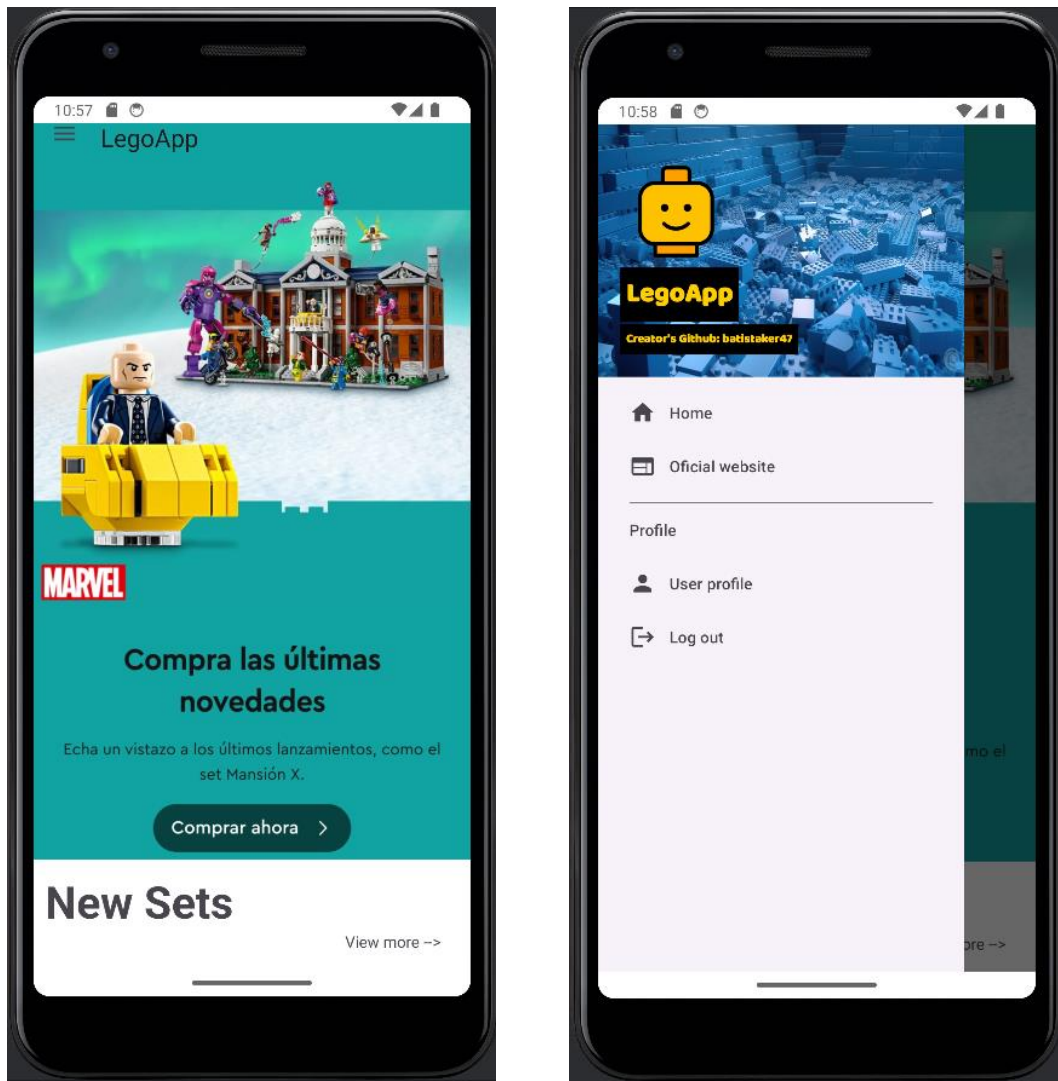 10:57
LegoApp
MARVEL
Compra las últimas
novedades
Echa un vistazo a los últimos lanzamientos, como el
set Mansión X.
Comprar ahora
New Sets
View more -->
10:58
LegoApp
Creator's Github: batistaker47
Home
Oficial website
Profile
User profile
Log out
mo el
ore -->